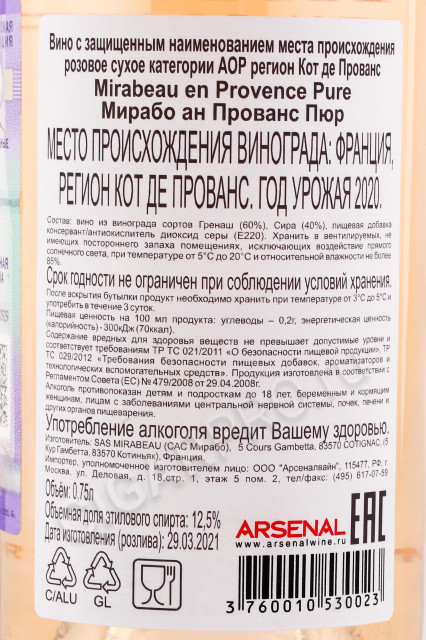 Вино с защищенным наименованием места происхождения
розовое сухое категории АОР регион Кот де Прованс
Mirabeau en Provence Pure
Мирабо ан Прованс Пюр
МЕСТО ПРОИСХОЖДЕНИЯ ВИНОГРАДА: ФРАНЦИЯ,
РЕГИОН КОТ ДЕ ПРОВАНС. ГОД УРОЖАЯ 2020.
Состав: вино из винограда сортов Гренаш (60%), Сира (40%), пищевая добавка
консервант/антиокислитель диоксид серы (Е220). Хранить в вентилируемых, не
имеющих постороннего запаха помещениях, исключающих воздействие прямого
солнечного света, при температуре от 5°С до 20°С и относительной влажности не более
85%.
Срок годности не ограничен при соблюдении условий хранения.
После вскрытия бутылки продукт необходимо хранить при температуре от 3°С до 5°С и
употребить в течение 3 суток.
Пищевая ценность на 100 мл продукта: углеводы – 0,2г, энергетическая ценность
(калорийность) - 300кДж (70ккал).
Содержание вредных для здоровья веществ не превышает допустимые уровни и
соответствует требованиям ТР ТС 021/2011 «О безопасности пищевой продукции", ТР
ТС 029/2012 «Требования безопасности пищевых добавок, ароматизаторов и
технологических вспомогательных средств». Продукция изготовлена в соответствии с
Регламентом Совета (ЕС) №479/2008 от 29.04.2008г.
Алкоголь противопоказан детям и подросткам до 18 лет, беременным и кормящим
женщинам, лицам с заболеваниями центральной нервной системы, почек, печени и
других органов пищеварения.
Употребление алкоголя вредит Вашему здоровью.
Изготовитель: SAS MIRABEAU (САС Мирабо), 5 Cours Gambetta, 83570 COTIGNAC, (5
Кур Гамбетта, 83570 Котиньяк), Франция.
Импортер, уполномоченное изготовителем лицо: ООО «Арсеналвайн", 115477, РФ, г.
Москва, ул. Деловая, д.18,стр.1, этаж 5 пом. 2, тел/факс: (495) 617-07-59
Объём: 0,75л
Объемная доля этилового спирта: 12,5%
Дата изготовления (розлива): 29.03.2021
ARSENAL
www.arsenalwine.ru
EAC
C/ALU
GL
3 760010 530023